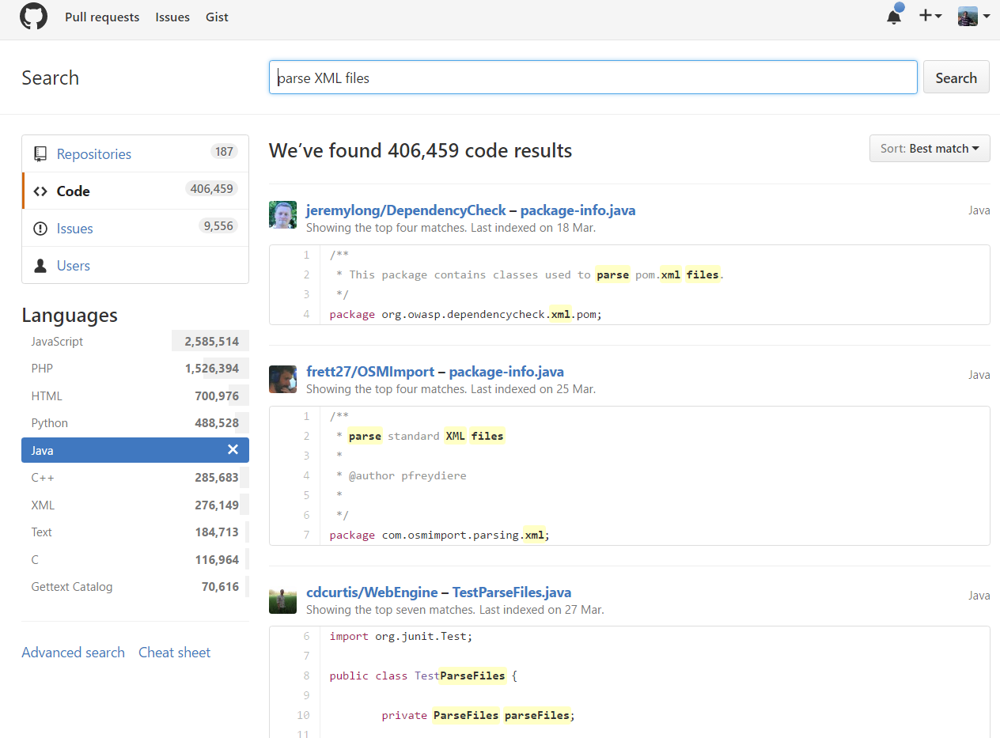 Pull requests Issues Gist
Search
parse XML files
Search
Repositories 187
Code 406,459
Issues 9,556
Users
Languages
JavaScript 2,585,514
PHP 1,526,394
HTML 700,976
Python 488,528
Java
C++ 285,683
XML 276,149
Text 184,713
C 116,964
Gettext Catalog 70,616
Advanced search Cheat sheet
We’ve found 406,459 code results
Sort: Best match
jeremylong/DependencyCheck – package-info.java
Java
Showing the top four matches. Last indexed on 18 Mar.
1 /**
2 * This package contains classes used to parse pom.xml files.
3 */
4 package org.owasp.dependencycheck.xml.pom;
frett27/OSMImport – package-info.java
Java
Showing the top four matches. Last indexed on 25 Mar.
1 /**
2 * parse standard XML files
3 *
4 * @author pfreydiere
5 *
6 */
7 package com.osmimport.parsing.xml;
cdcurtis/WebEngine – TestParseFiles.java
Java
Showing the top seven matches. Last indexed on 27 Mar.
6 import org.junit.Test;
7
8 public class TestParseFiles {
9
10 private ParseFiles parseFiles;
11